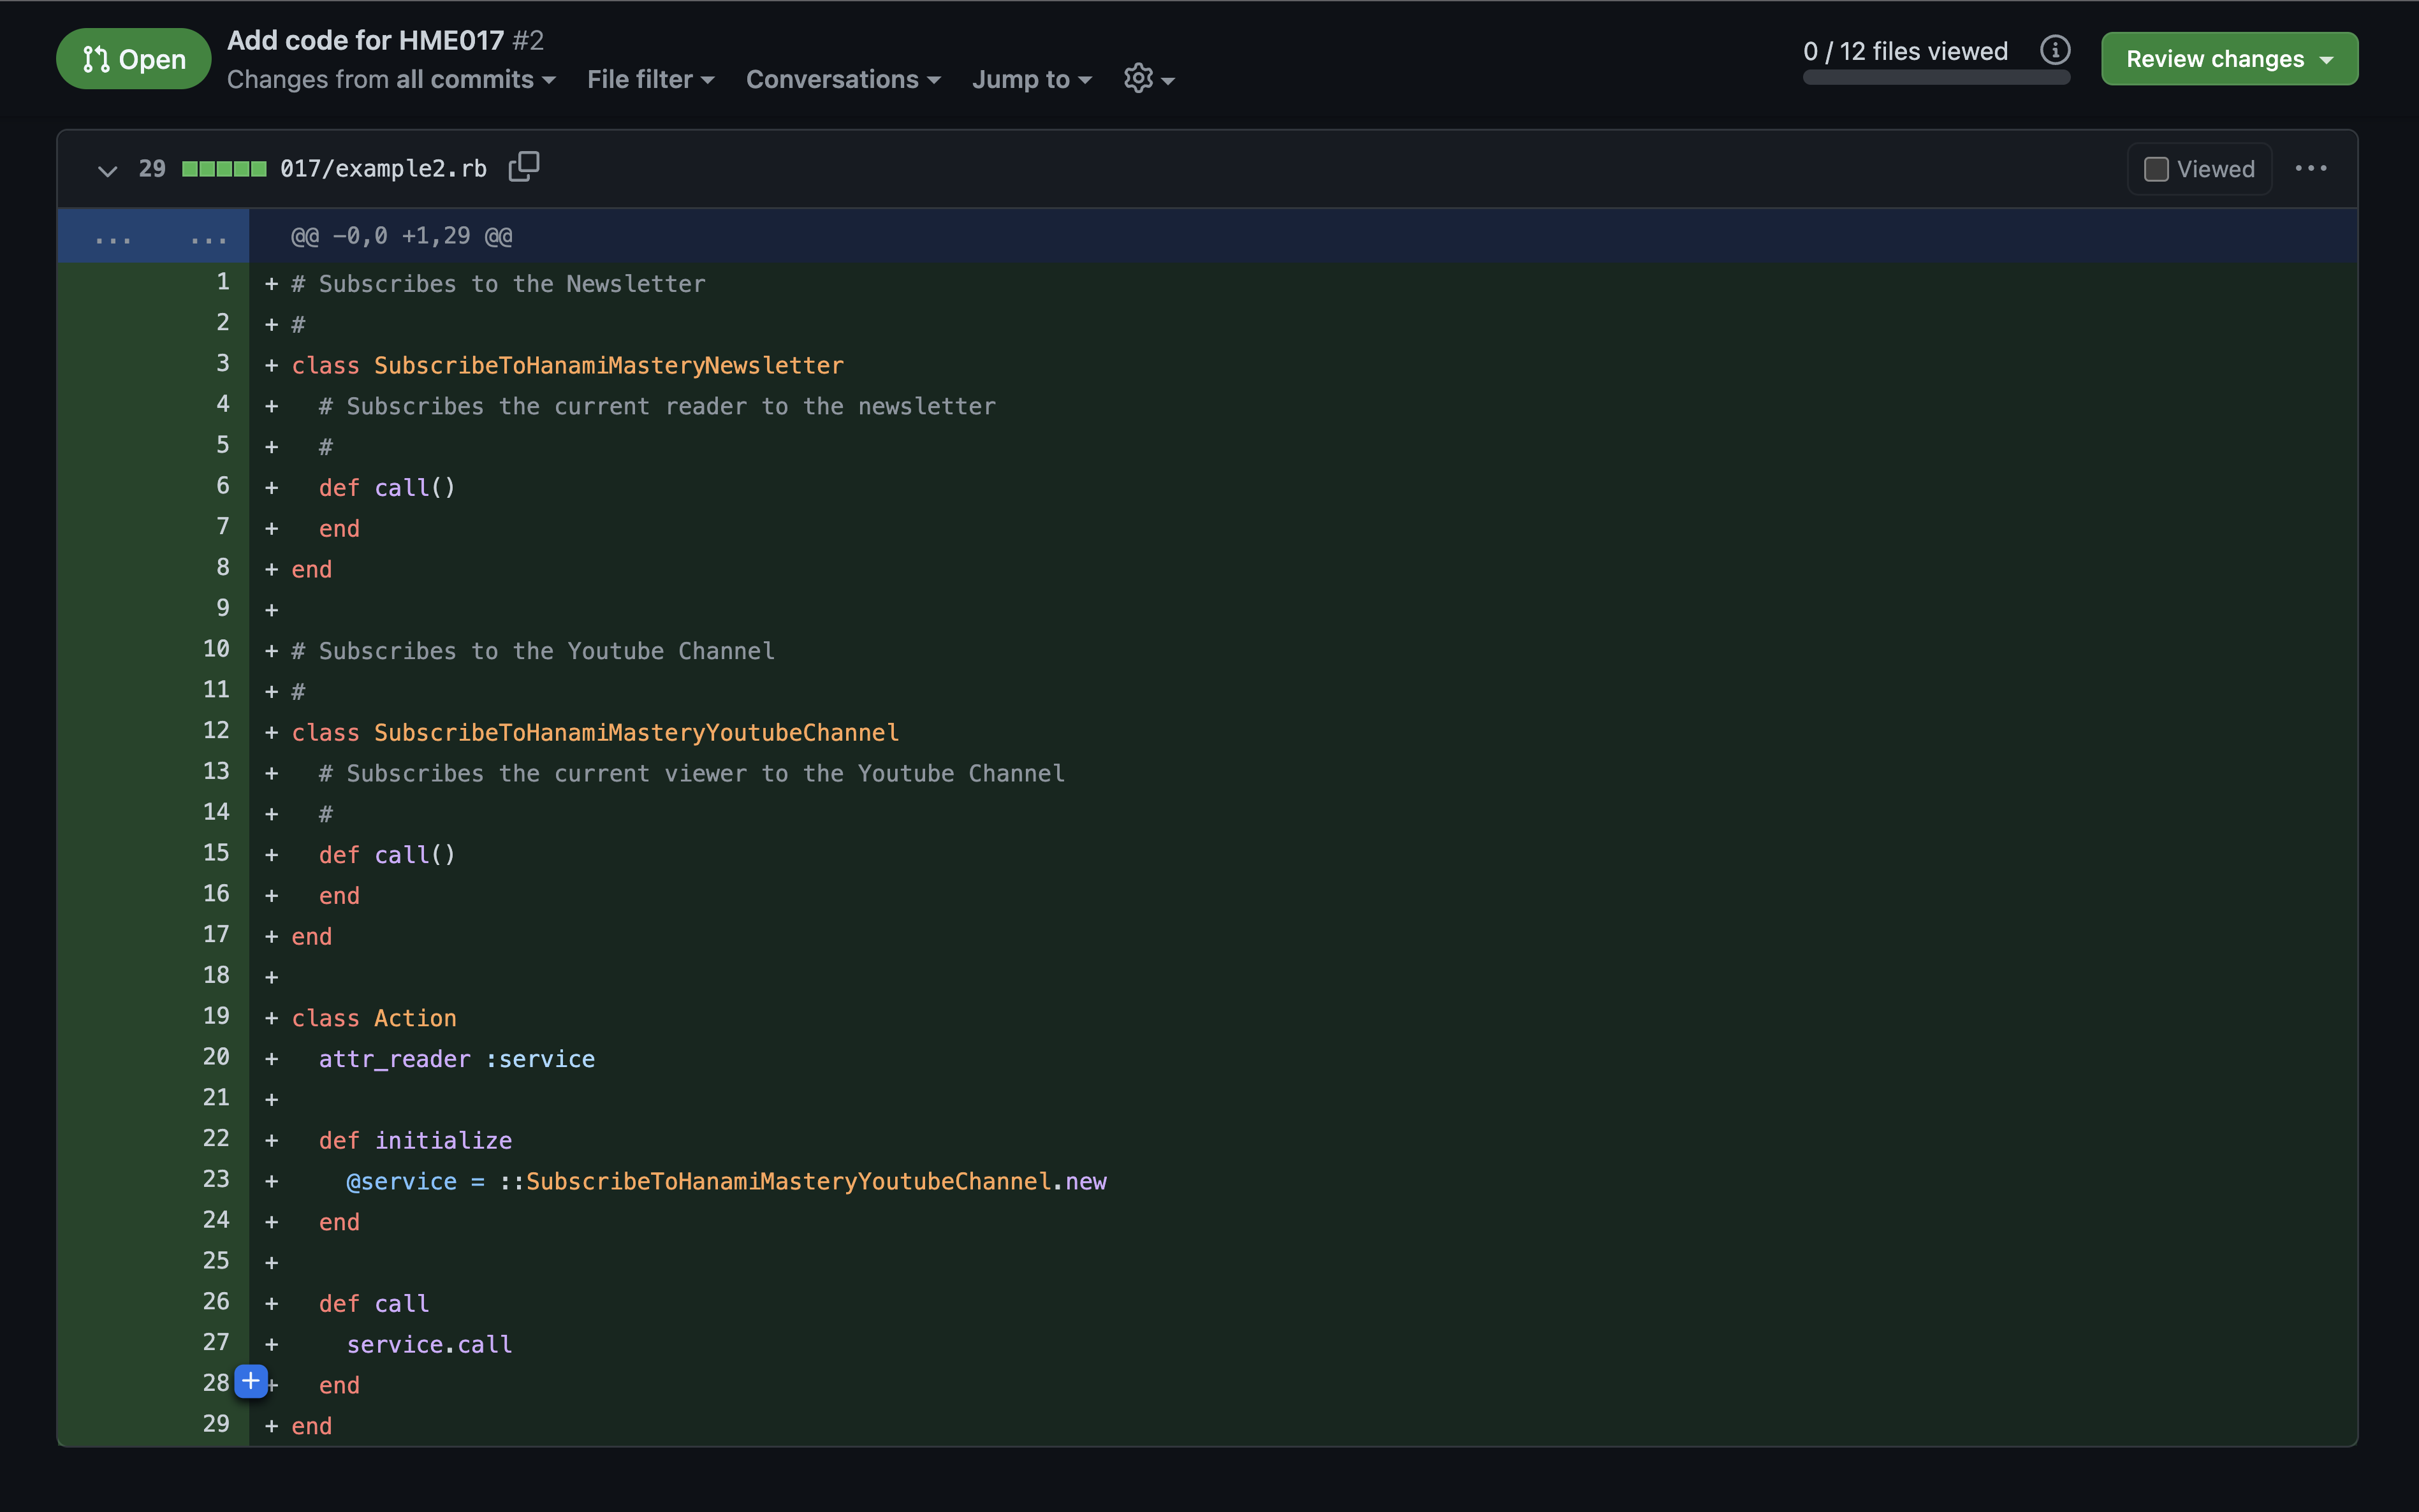 Open
Add code for HME017 #2
Changes from all commits File filter Conversations Jump to
0 / 12 files viewed
Review changes
29 017/example2.rb
Viewed
... ... @@ -0,0 +1,29 @@
1 + # Subscribes to the Newsletter
2 + #
3 + class SubscribeToHanamiMasteryNewsletter
4 +   # Subscribes the current reader to the newsletter
5 +   #
6 +   def call()
7 +   end
8 + end
9 +
10 + # Subscribes to the Youtube Channel
11 + #
12 + class SubscribeToHanamiMasteryYoutubeChannel
13 +   # Subscribes the current viewer to the Youtube Channel
14 +   #
15 +   def call()
16 +   end
17 + end
18 +
19 + class Action
20 +   attr_reader :service
21 +
22 +   def initialize
23 +     @service = ::SubscribeToHanamiMasteryYoutubeChannel.new
24 +   end
25 +
26 +   def call
27 +     service.call
28 +   end
29 + end